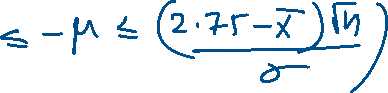 ≤ -μ ≤ ((2.75 - x̄)√n / σ)